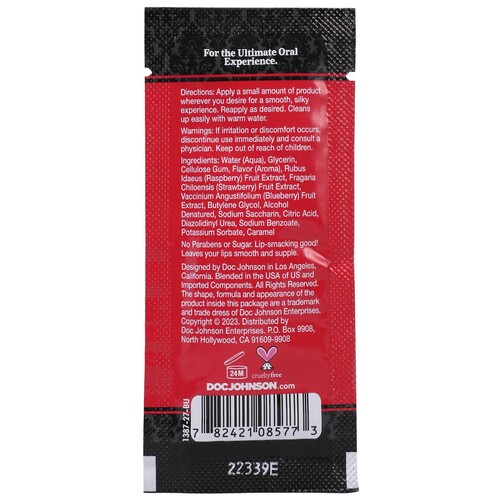 For the Ultimate Oral
Experience.
Directions: Apply a small amount of product
wherever you desire for a smooth, silky
experience. Reapply as desired. Cleans
up easily with warm water.
Warnings: If irritation or discomfort occurs,
discontinue use immediately and consult a
physician. Keep out of reach of children.
Ingredients: Water (Aqua), Glycerin,
Cellulose Gum, Flavor (Aroma), Rubus
Idaeus (Raspberry) Fruit Extract, Fragaria
Chiloensis (Strawberry) Fruit Extract,
Vaccinium Angustifolium (Blueberry) Fruit
Extract, Butylene Glycol, Alcohol
Denatured, Sodium Saccharin, Citric Acid,
Diazolidinyl Urea, Sodium Benzoate,
Potassium Sorbate, Caramel
No Parabens or Sugar. Lip-smacking good!
Leaves your lips smooth and supple.
Designed by Doc Johnson in Los Angeles,
California. Blended in the USA of US and
Imported Components. All Rights Reserved.
The shape, formula and appearance of the
product inside this package are a trademark
and trade dress of Doc Johnson Enterprises.
Copyright © 2023. Distributed by
Doc Johnson Enterprises. P.O. Box 9908,
North Hollywood, CA 91609-9908
24 M
crueltyfree
DOCJOHNSON.com
1387-27-BU
7 82421 08577 3
22339E